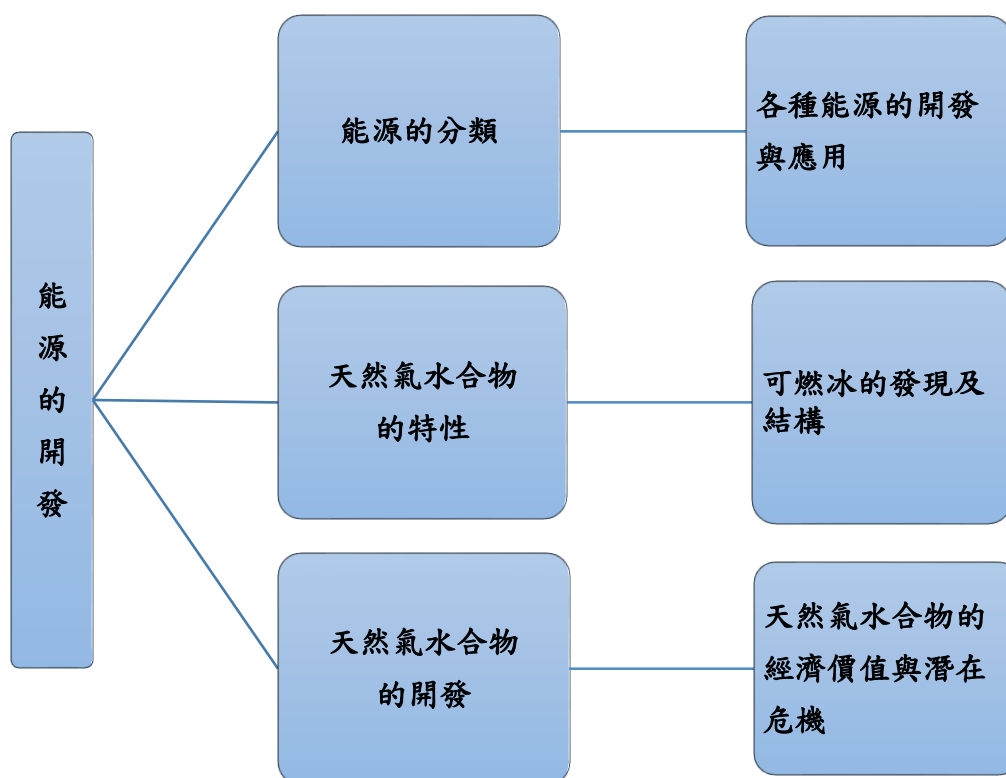 能源的開發
能源的分類
各種能源的開發
與應用
天然氣水合物
的特性
可燃冰的發現及
結構
天然氣水合物
的開發
天然氣水合物的
經濟價值與潛在
危機